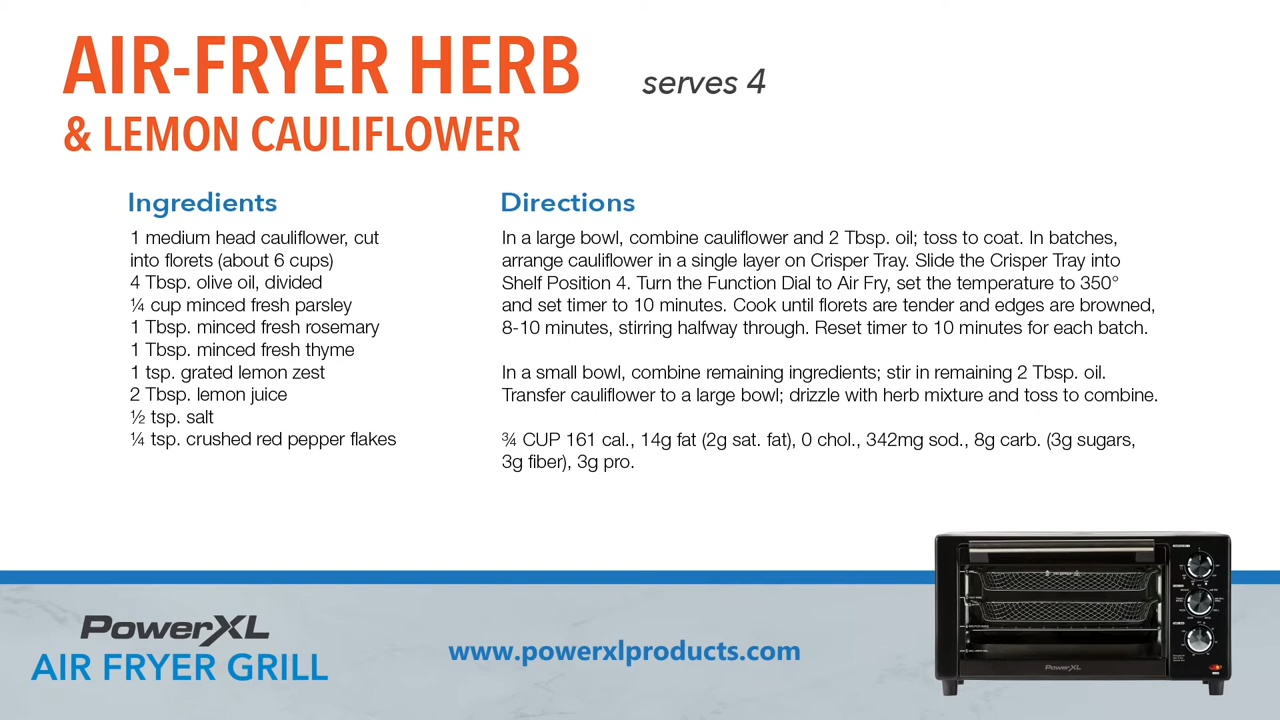 AIR-FRYER HERB
& LEMON CAULIFLOWER
serves 4
Ingredients
1 medium head cauliflower, cut
into florets (about 6 cups)
4 Tbsp. olive oil, divided
¼ cup minced fresh parsley
1 Tbsp. minced fresh rosemary
1 Tbsp. minced fresh thyme
1 tsp. grated lemon zest
2 Tbsp. lemon juice
½ tsp. salt
¼ tsp. crushed red pepper flakes
Directions
In a large bowl, combine cauliflower and 2 Tbsp. oil; toss to coat. In batches,
arrange cauliflower in a single layer on Crisper Tray. Slide the Crisper Tray into
Shelf Position 4. Turn the Function Dial to Air Fry, set the temperature to 350°
and set timer to 10 minutes. Cook until florets are tender and edges are browned,
8-10 minutes, stirring halfway through. Reset timer to 10 minutes for each batch.
In a small bowl, combine remaining ingredients; stir in remaining 2 Tbsp. oil.
Transfer cauliflower to a large bowl; drizzle with herb mixture and toss to combine.
¾ CUP 161 cal., 14g fat (2g sat. fat), 0 chol., 342mg sod., 8g carb. (3g sugars,
3g fiber), 3g pro.
PowerXL
AIR FRYER GRILL
www.powerxlproducts.com
PowerXL